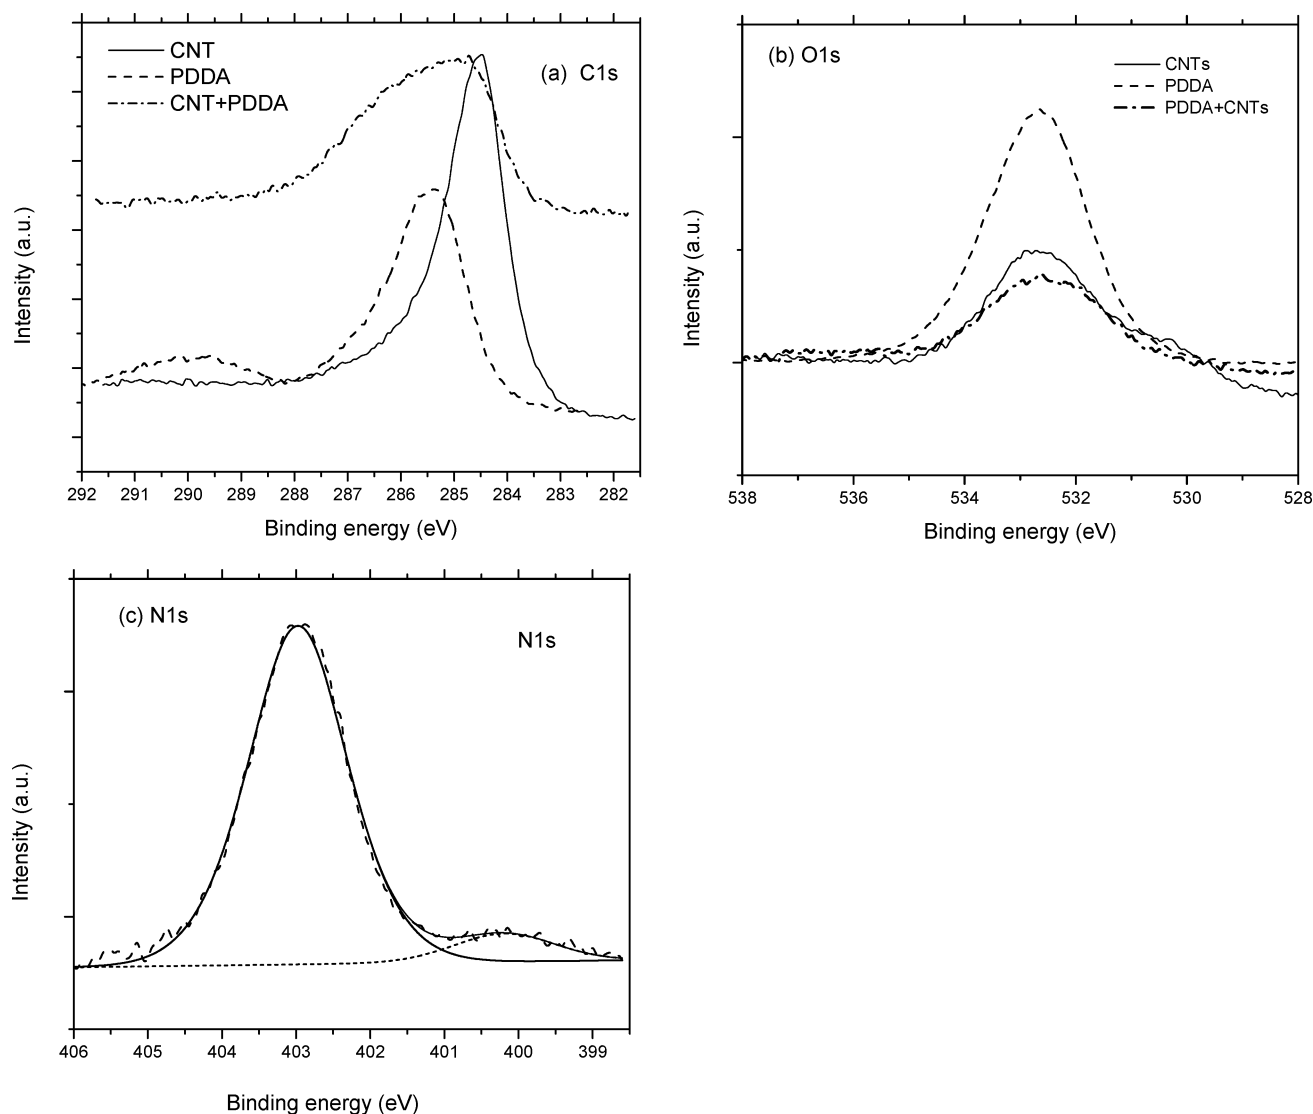 CNT
PDDA
CNT+PDDA
(a) C1s
Intensity (a.u.)
292 291 290 289 288 287 286 285 284 283 282
Binding energy (eV)
(b) O1s
CNTs
PDDA
PDDA+CNTs
Intensity (a.u.)
538 536 534 532 530 528
Binding energy (eV)
(c) N1s
N1s
Intensity (a.u.)
406 405 404 403 402 401 400 399
Binding energy (eV)